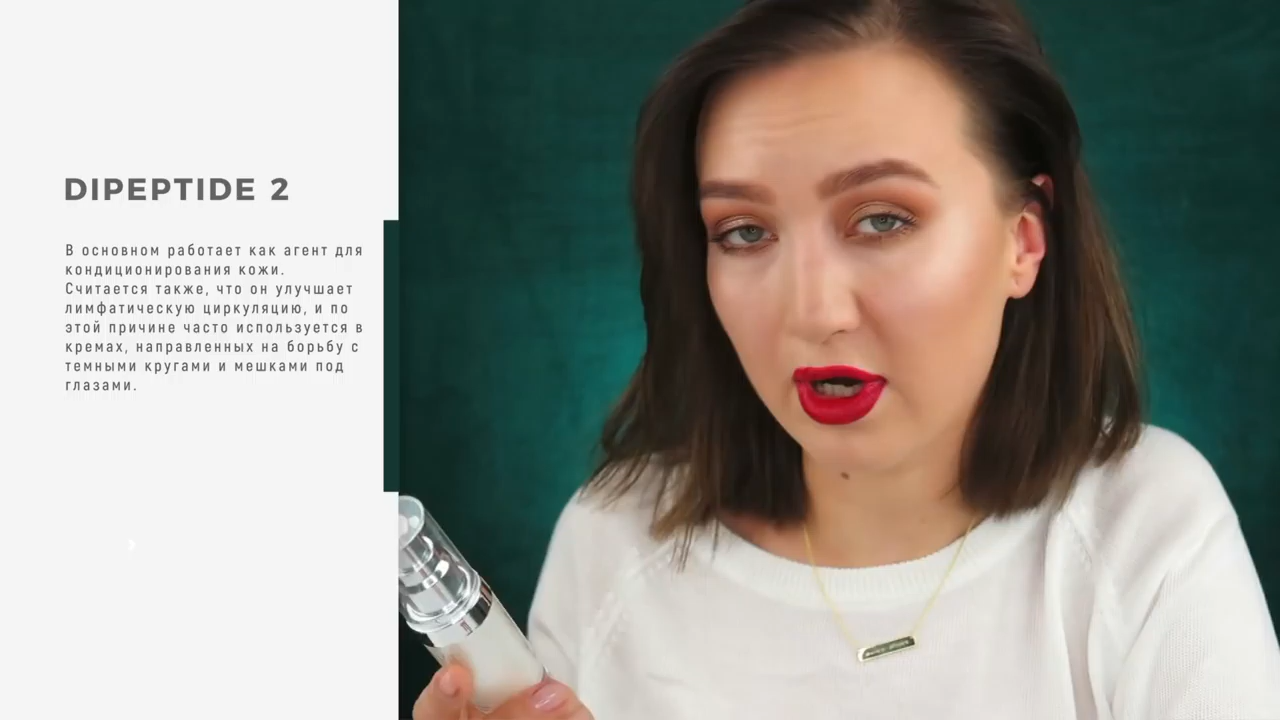 DIPEPTIDE 2
В основном работает как агент для
кондиционирования кожи.
Считается также, что он улучшает
лимфатическую циркуляцию, и по
этой причине часто используется в
кремах, направленных на борьбу с
темными кругами и мешками под
глазами.